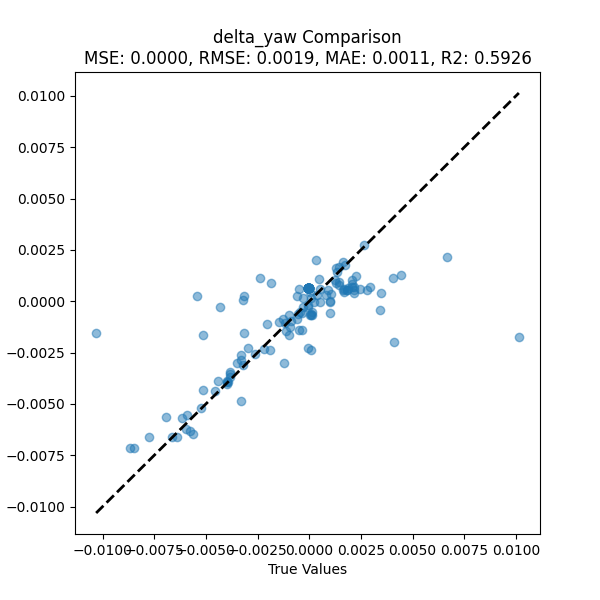 delta_yaw Comparison
MSE: 0.0000, RMSE: 0.0019, MAE: 0.0011, R2: 0.5926
0.0100
0.0075
0.0050
0.0025
0.0000
−0.0025
−0.0050
−0.0075
−0.0100
−0.0100 −0.0075 −0.0050 −0.0025 0.0000 0.0025 0.0050 0.0075 0.0100
True Values